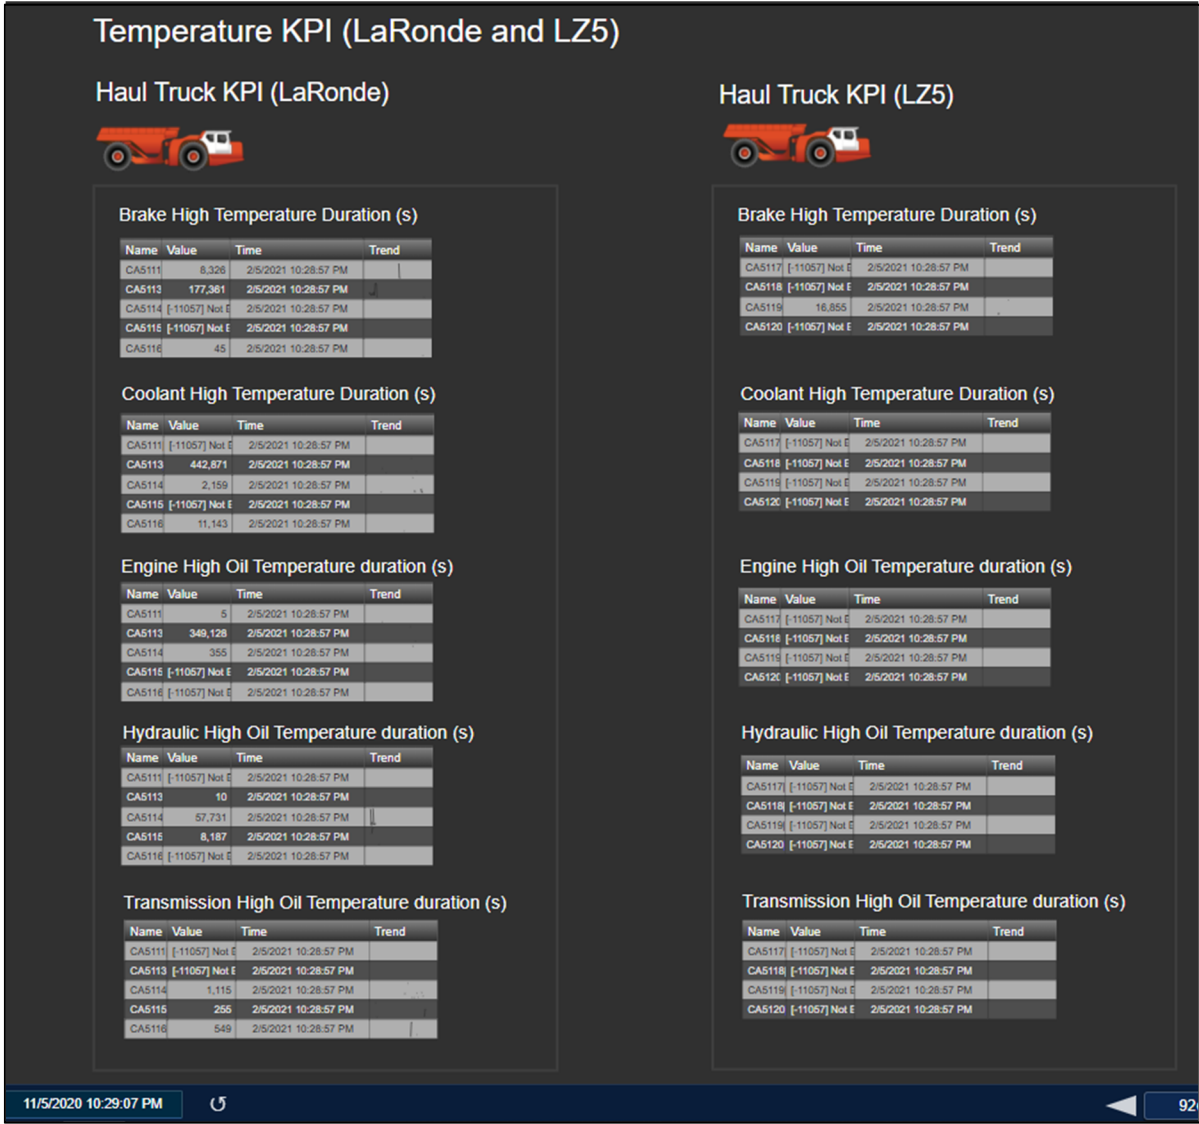 Temperature KPI (LaRonde and LZ5)
Haul Truck KPI (LaRonde)
Brake High Temperature Duration (s)
Name Value Time Trend
CA5111 8,326 2/5/2021 10:28:57 PM
CA5113 177,361 2/5/2021 10:28:57 PM
CA5114 [-11057] Not 2/5/2021 10:28:57 PM
CA5115 [-11057] Not 2/5/2021 10:28:57 PM
CA5116 45 2/5/2021 10:28:57 PM
Coolant High Temperature Duration (s)
Name Value Time Trend
CA5111 [-11057] Not 2/5/2021 10:28:57 PM
CA5113 442,871 2/5/2021 10:28:57 PM
CA5114 2,159 2/5/2021 10:28:57 PM
CA5115 [-11057] Not 2/5/2021 10:28:57 PM
CA5116 11,143 2/5/2021 10:28:57 PM
Engine High Oil Temperature duration (s)
Name Value Time Trend
CA5111 5 2/5/2021 10:28:57 PM
CA5113 349,128 2/5/2021 10:28:57 PM
CA5114 355 2/5/2021 10:28:57 PM
CA5115 [-11057] Not 2/5/2021 10:28:57 PM
CA5116 [-11057] Not 2/5/2021 10:28:57 PM
Hydraulic High Oil Temperature duration (s)
Name Value Time Trend
CA5111 [-11057] Not 2/5/2021 10:28:57 PM
CA5113 10 2/5/2021 10:28:57 PM
CA5114 57,731 2/5/2021 10:28:57 PM
CA5115 8,187 2/5/2021 10:28:57 PM
CA5116 [-11057] Not 2/5/2021 10:28:57 PM
Transmission High Oil Temperature duration (s)
Name Value Time Trend
CA5111 [-11057] Not 2/5/2021 10:28:57 PM
CA5113 [-11057] Not 2/5/2021 10:28:57 PM
CA5114 1,115 2/5/2021 10:28:57 PM
CA5115 255 2/5/2021 10:28:57 PM
CA5116 549 2/5/2021 10:28:57 PM
Haul Truck KPI (LZ5)
Brake High Temperature Duration (s)
Name Value Time Trend
CA5117 [-11057] Not 2/5/2021 10:28:57 PM
CA5118 [-11057] Not 2/5/2021 10:28:57 PM
CA5119 16,855 2/5/2021 10:28:57 PM
CA5120 [-11057] Not 2/5/2021 10:28:57 PM
Coolant High Temperature Duration (s)
Name Value Time Trend
CA5117 [-11057] Not 2/5/2021 10:28:57 PM
CA5118 [-11057] Not 2/5/2021 10:28:57 PM
CA5119 [-11057] Not 2/5/2021 10:28:57 PM
CA5120 [-11057] Not 2/5/2021 10:28:57 PM
Engine High Oil Temperature duration (s)
Name Value Time Trend
CA5117 [-11057] Not 2/5/2021 10:28:57 PM
CA5118 [-11057] Not 2/5/2021 10:28:57 PM
CA5119 [-11057] Not 2/5/2021 10:28:57 PM
CA5120 [-11057] Not 2/5/2021 10:28:57 PM
Hydraulic High Oil Temperature duration (s)
Name Value Time Trend
CA5117 [-11057] Not 2/5/2021 10:28:57 PM
CA5118 [-11057] Not 2/5/2021 10:28:57 PM
CA5119 [-11057] Not 2/5/2021 10:28:57 PM
CA5120 [-11057] Not 2/5/2021 10:28:57 PM
Transmission High Oil Temperature duration (s)
Name Value Time Trend
CA5117 [-11057] Not 2/5/2021 10:28:57 PM
CA5118 [-11057] Not 2/5/2021 10:28:57 PM
CA5119 [-11057] Not 2/5/2021 10:28:57 PM
CA5120 [-11057] Not 2/5/2021 10:28:57 PM
11/5/2020 10:29:07 PM